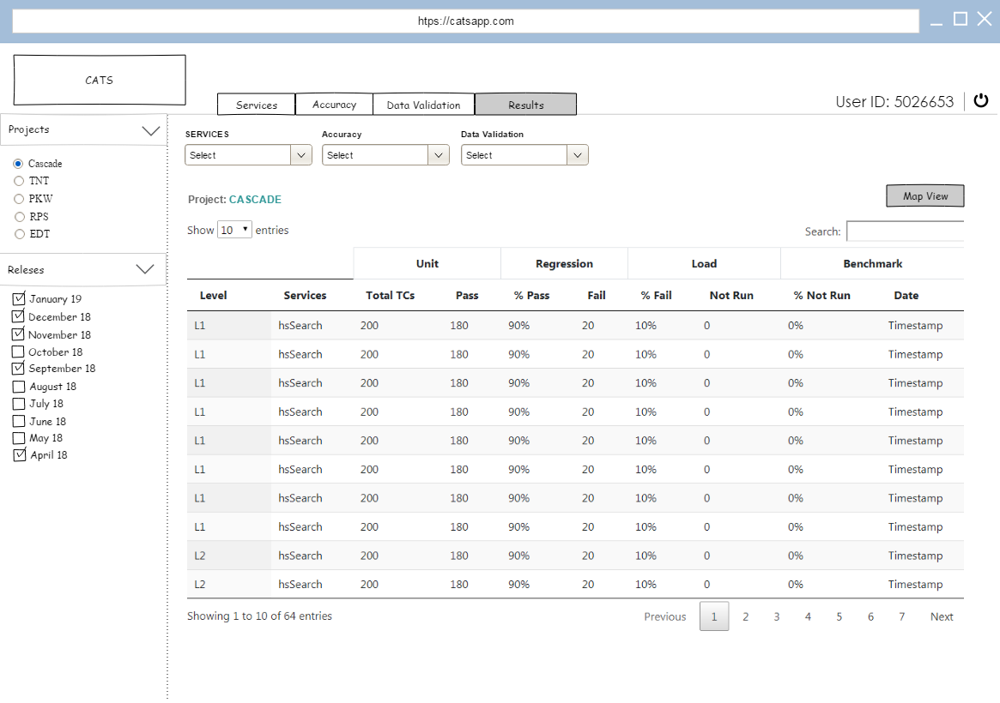 htps://catsapp.com
CATS
Services Accuracy Data Validation Results
User ID: 5026653
Projects
Cascade
TNT
PKW
RPS
EDT
Releses
January 19
December 18
November 18
October 18
September 18
August 18
July 18
June 18
May 18
April 18
SERVICES Accuracy Data Validation
Select Select Select
Project: CASCADE
Map View
Show 10 entries
Search:
Unit Regression Load Benchmark
Level Services Total TCs Pass % Pass Fail % Fail Not Run % Not Run Date
L1 hsSearch 200 180 90% 20 10% 0 0% Timestamp
L1 hsSearch 200 180 90% 20 10% 0 0% Timestamp
L1 hsSearch 200 180 90% 20 10% 0 0% Timestamp
L1 hsSearch 200 180 90% 20 10% 0 0% Timestamp
L1 hsSearch 200 180 90% 20 10% 0 0% Timestamp
L1 hsSearch 200 180 90% 20 10% 0 0% Timestamp
L1 hsSearch 200 180 90% 20 10% 0 0% Timestamp
L1 hsSearch 200 180 90% 20 10% 0 0% Timestamp
L2 hsSearch 200 180 90% 20 10% 0 0% Timestamp
L2 hsSearch 200 180 90% 20 10% 0 0% Timestamp
Showing 1 to 10 of 64 entries
Previous 1 2 3 4 5 6 7 Next